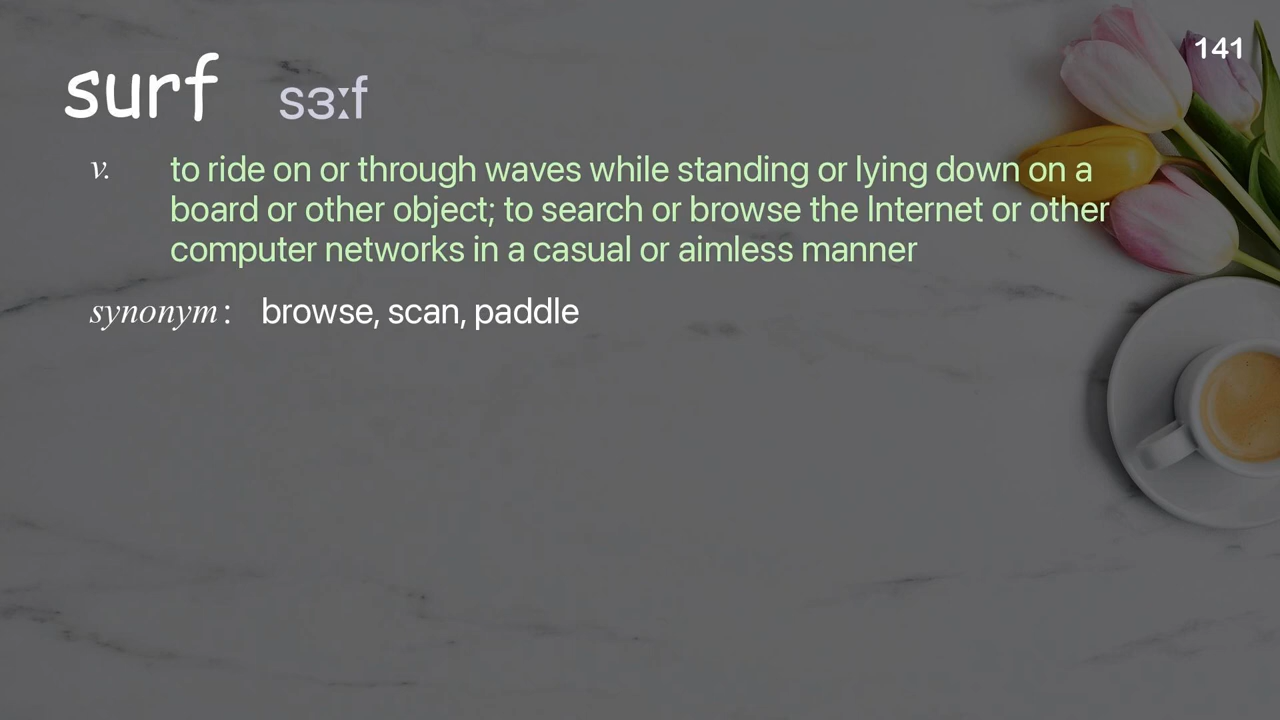 141
surf sɜːf
v. to ride on or through waves while standing or lying down on a
board or other object; to search or browse the Internet or other
computer networks in a casual or aimless manner
synonym: browse, scan, paddle